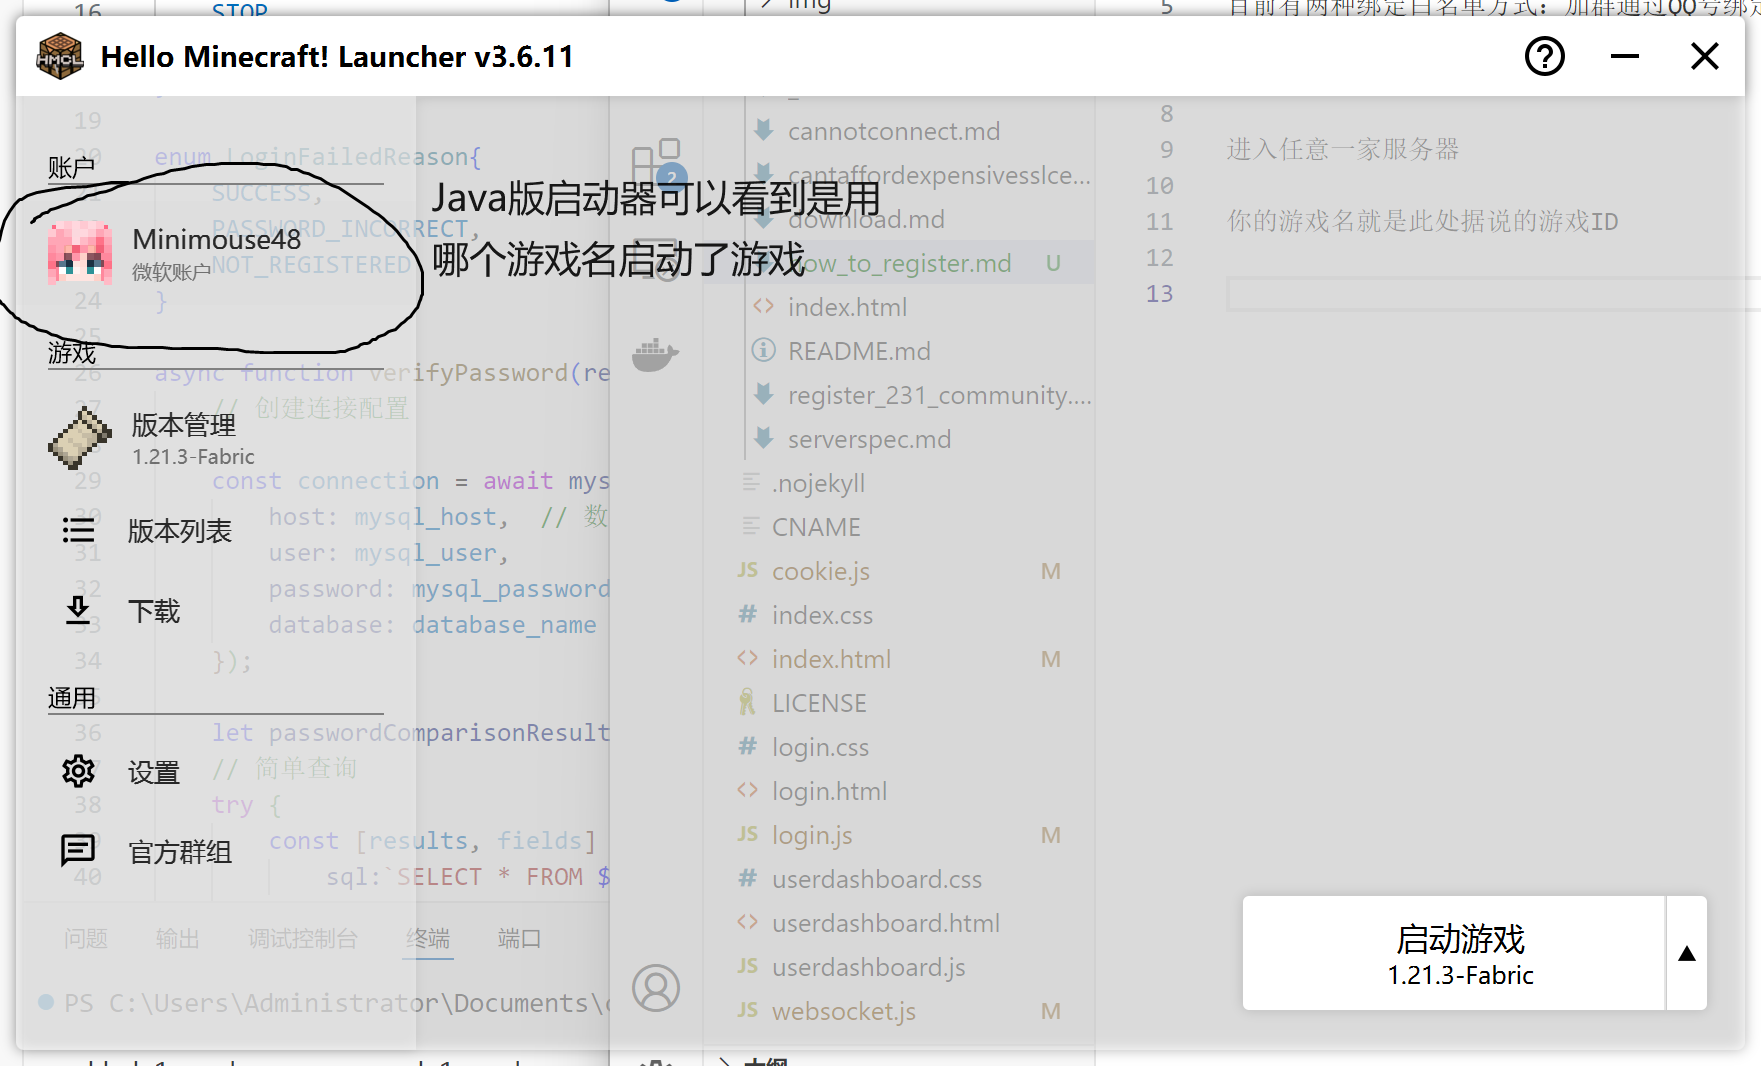 16 STOP
img
5 目前有两种绑定白名单方式：加群通过QQ号绑定
Hello Minecraft! Launcher v3.6.11
账户
Minimouse48
微软账户
Java版启动器可以看到是用
哪个游戏名启动了游戏
游戏
版本管理
1.21.3-Fabric
版本列表
下载
通用
设置
官方群组
启动游戏
1.21.3-Fabric
19
enum LoginFailedReason{
SUCCESS,
PASSWORD_INCORRECT,
NOT_REGISTERED
24 }
25
26 async function verifyPassword(re
27 // 创建连接配置
29 const connection = await mys
30 host: mysql_host, // 数
31 user: mysql_user,
32 password: mysql_password
33 database: database_name
34 });
36 let passwordComparisonResult
// 简单查询
38 try {
const [results, fields]
40 sql:`SELECT * FROM $
问题 输出 调试控制台 终端 端口
PS C:\Users\Administrator\Documents\
2
cannotconnect.md
cantaffordexpensivesslce...
download.md
how_to_register.md U
index.html
README.md
register_231_community....
serverspec.md
.nojekyll
CNAME
JS cookie.js M
# index.css
index.html M
LICENSE
# login.css
login.html
JS login.js M
# userdashboard.css
userdashboard.html
JS userdashboard.js
JS websocket.js M
大纲
8
9 进入任意一家服务器
10
11 你的游戏名就是此处据说的游戏ID
12
13